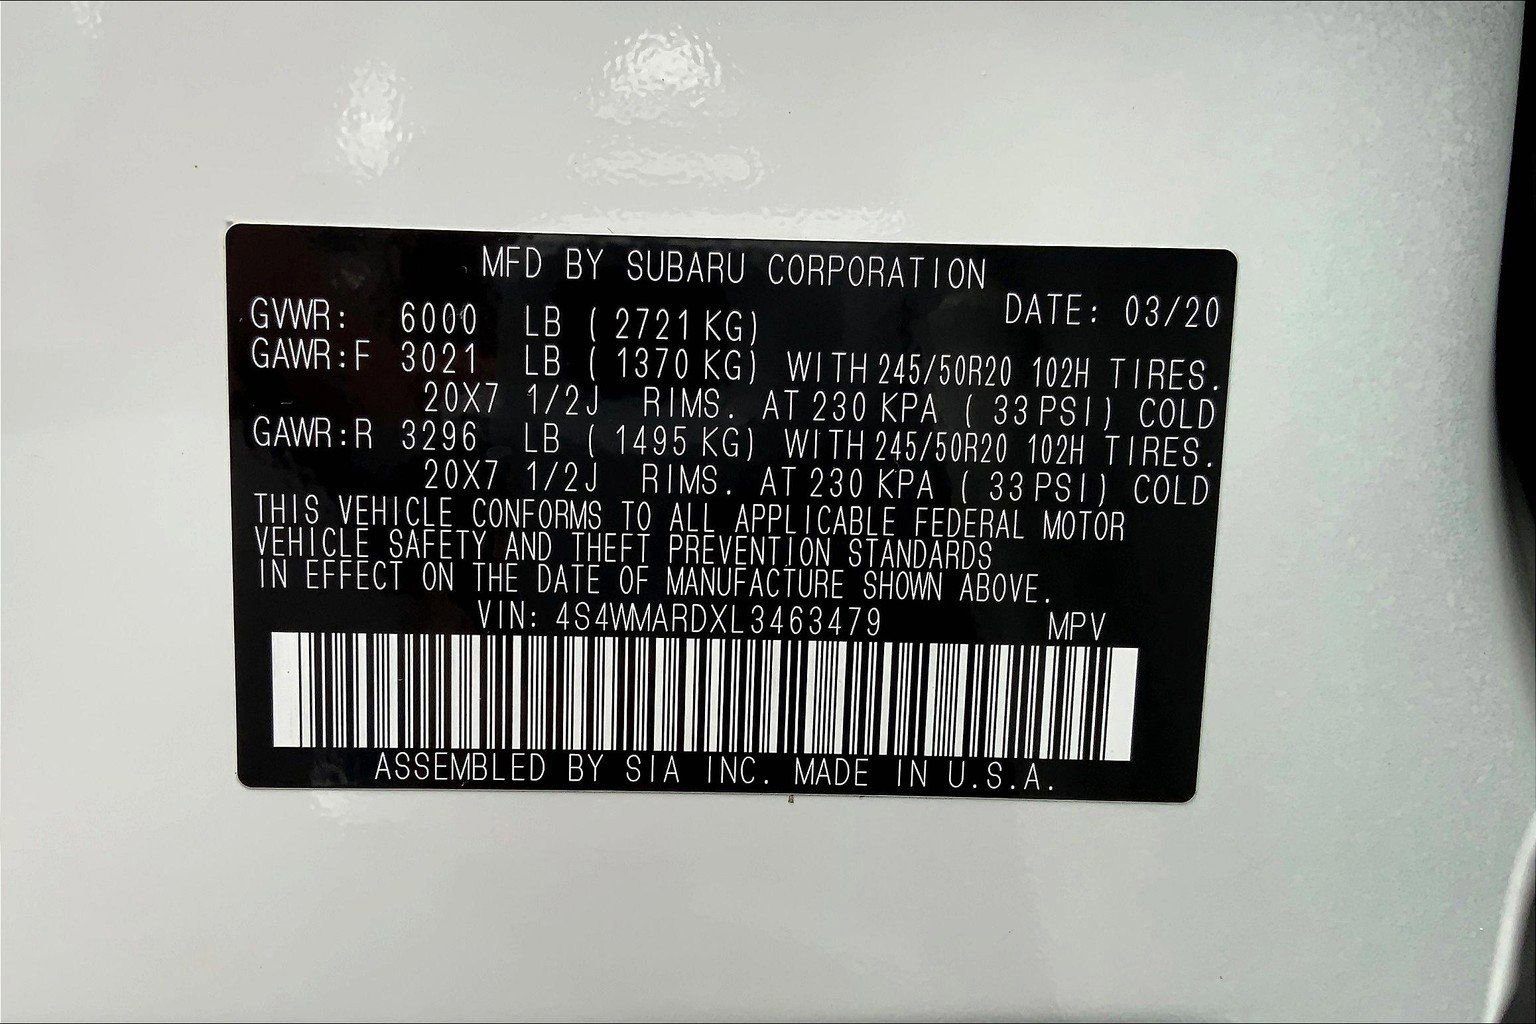 MFD BY SUBARU CORPORATION
DATE: 03/20
GVWR: 6000 LB ( 2721 KG)
GAWR:F 3021 LB ( 1370 KG) WITH 245/50R20 102H TIRES.
20X7 1/2J RIMS. AT 230 KPA ( 33 PSI) COLD
GAWR:R 3296 LB ( 1495 KG) WITH 245/50R20 102H TIRES.
20X7 1/2J RIMS. AT 230 KPA ( 33 PSI) COLD
THIS VEHICLE CONFORMS TO ALL APPLICABLE FEDERAL MOTOR
VEHICLE SAFETY AND THEFT PREVENTION STANDARDS
IN EFFECT ON THE DATE OF MANUFACTURE SHOWN ABOVE.
VIN: 4S4WMARDXL3463479 MPV
ASSEMBLED BY SIA INC. MADE IN U.S.A.